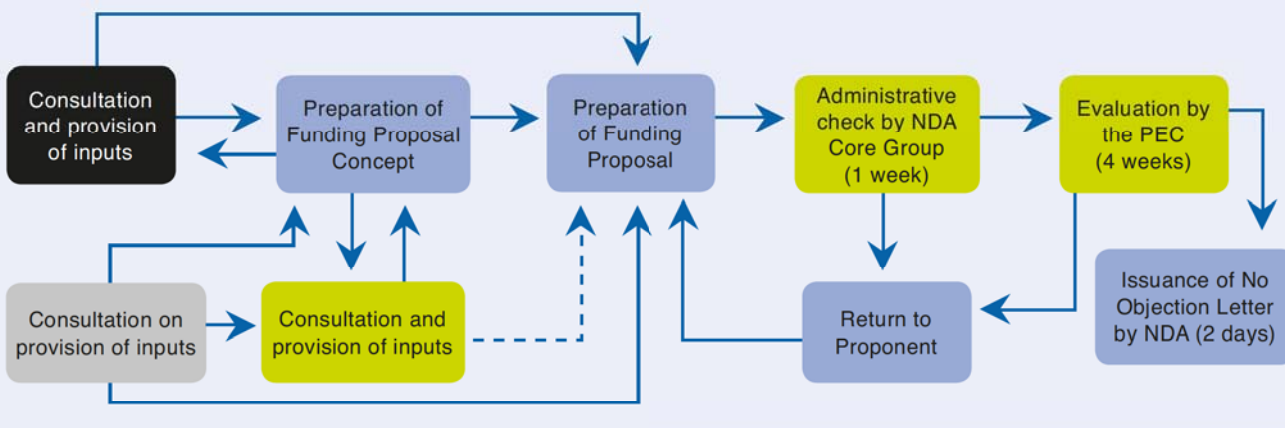 Consultation
and provision
of inputs
Preparation of
Funding Proposal
Concept
Preparation
of Funding
Proposal
Administrative
check by NDA
Core Group
(1 week)
Evaluation by
the PEC
(4 weeks)
Consultation on
provision of inputs
Consultation and
provision of inputs
Return to
Proponent
Issuance of No
Objection Letter
by NDA (2 days)